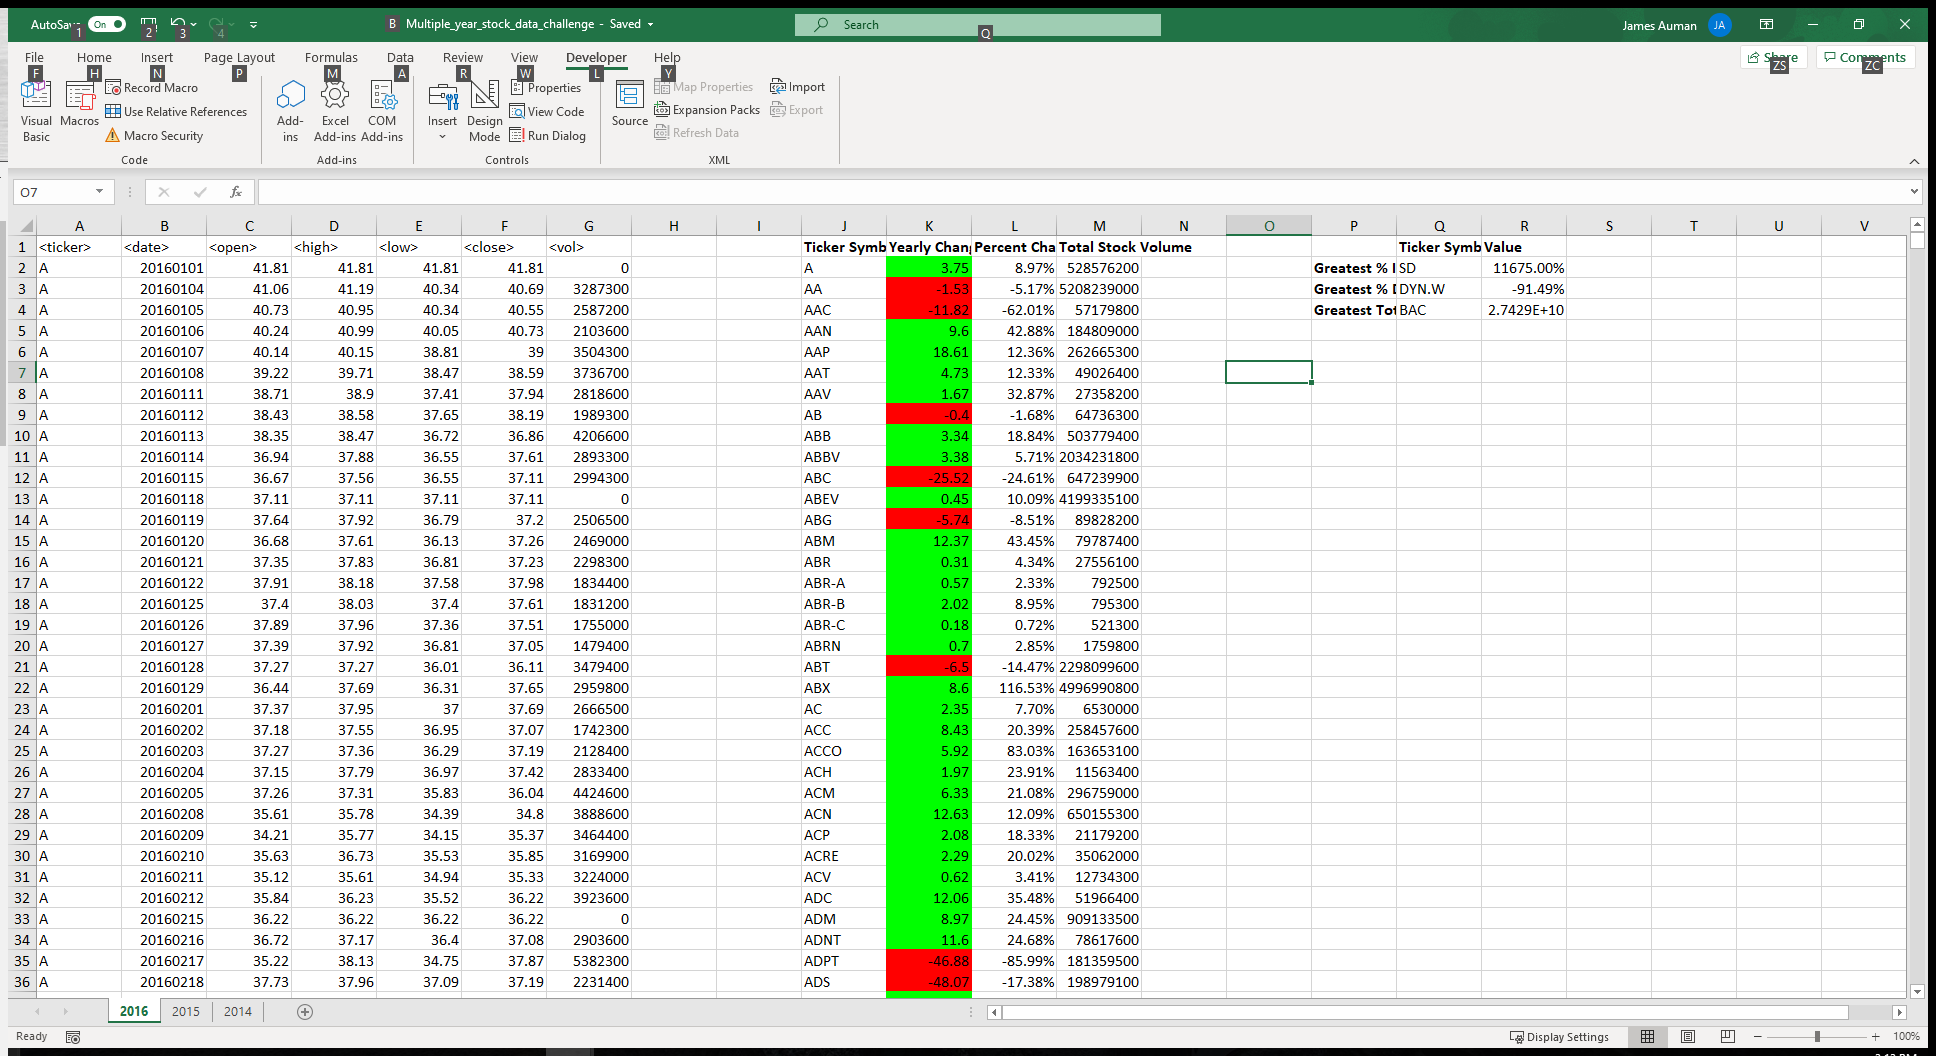 AutoSav On 1 2 3 4 B Multiple_year_stock_data_challenge - Saved Search Q James Auman JA
File Home Insert Page Layout Formulas Data Review View Developer Help Share Comments
F H N P M A R W L Y ZS ZC
Visual Basic
Macros
Record Macro
Use Relative References
Macro Security
Code
Add-ins
Excel Add-ins
COM Add-ins
Add-ins
Insert
Design Mode
Properties
View Code
Run Dialog
Controls
Source
Map Properties
Expansion Packs
Refresh Data
Import
Export
XML
O7 fx
A B C D E F G H I J K L M N O P Q R S T U V
1 <ticker> <date> <open> <high> <low> <close> <vol> Ticker Symb Yearly Chang Percent Cha Total Stock Volume Ticker Symb Value
2 A 20160101 41.81 41.81 41.81 41.81 0 A 3.75 8.97% 528576200 Greatest % I SD 11675.00%
3 A 20160104 41.06 41.19 40.34 40.69 3287300 AA -1.53 -5.17% 5208239000 Greatest % D DYN.W -91.49%
4 A 20160105 40.73 40.95 40.34 40.55 2587200 AAC -11.82 -62.01% 57179800 Greatest Tot BAC 2.7429E+10
5 A 20160106 40.24 40.99 40.05 40.73 2103600 AAN 9.6 42.88% 184809000
6 A 20160107 40.14 40.15 38.81 39 3504300 AAP 18.61 12.36% 262665300
7 A 20160108 39.22 39.71 38.47 38.59 3736700 AAT 4.73 12.33% 49026400
8 A 20160111 38.71 38.9 37.41 37.94 2818600 AAV 1.67 32.87% 27358200
9 A 20160112 38.43 38.58 37.65 38.19 1989300 AB -0.4 -1.68% 64736300
10 A 20160113 38.35 38.47 36.72 36.86 4206600 ABB 3.34 18.84% 503779400
11 A 20160114 36.94 37.88 36.55 37.61 2893300 ABBV 3.38 5.71% 2034231800
12 A 20160115 36.67 37.56 36.55 37.11 2994300 ABC -25.52 -24.61% 647239900
13 A 20160118 37.11 37.11 37.11 37.11 0 ABEV 0.45 10.09% 4199335100
14 A 20160119 37.64 37.92 36.79 37.2 2506500 ABG -5.74 -8.51% 89828200
15 A 20160120 36.68 37.61 36.13 37.26 2469000 ABM 12.37 43.45% 79787400
16 A 20160121 37.35 37.83 36.81 37.23 2298300 ABR 0.31 4.34% 27556100
17 A 20160122 37.91 38.18 37.58 37.98 1834400 ABR-A 0.57 2.33% 792500
18 A 20160125 37.4 38.03 37.4 37.61 1831200 ABR-B 2.02 8.95% 795300
19 A 20160126 37.89 37.96 37.36 37.51 1755000 ABR-C 0.18 0.72% 521300
20 A 20160127 37.39 37.92 36.81 37.05 1479400 ABRN 0.7 2.85% 1759800
21 A 20160128 37.27 37.27 36.01 36.11 3479400 ABT -6.5 -14.47% 2298099600
22 A 20160129 36.44 37.69 36.31 37.65 2959800 ABX 8.6 116.53% 4996990800
23 A 20160201 37.37 37.95 37 37.69 2666500 AC 2.35 7.70% 6530000
24 A 20160202 37.18 37.55 36.95 37.07 1742300 ACC 8.43 20.39% 258457600
25 A 20160203 37.27 37.36 36.29 37.19 2128400 ACCO 5.92 83.03% 163653100
26 A 20160204 37.15 37.79 36.97 37.42 2833400 ACH 1.97 23.91% 11563400
27 A 20160205 37.26 37.31 35.83 36.04 4424600 ACM 6.33 21.08% 296759000
28 A 20160208 35.61 35.78 34.39 34.8 3888600 ACN 12.63 12.09% 650155300
29 A 20160209 34.21 35.77 34.15 35.37 3464400 ACP 2.08 18.33% 21179200
30 A 20160210 35.63 36.73 35.53 35.85 3169900 ACRE 2.29 20.02% 35062000
31 A 20160211 35.12 35.61 34.94 35.33 3224000 ACV 0.62 3.41% 12734300
32 A 20160212 35.84 36.23 35.52 36.22 3923600 ADC 12.06 35.48% 51966400
33 A 20160215 36.22 36.22 36.22 36.22 0 ADM 8.97 24.45% 909133500
34 A 20160216 36.72 37.17 36.4 37.08 2903600 ADNT 11.6 24.68% 78617600
35 A 20160217 35.22 38.13 34.75 37.87 5382300 ADPT -46.88 -85.99% 181359500
36 A 20160218 37.73 37.96 37.09 37.19 2231400 ADS -48.07 -17.38% 198979100
2016 2015 2014
Ready Display Settings 100%